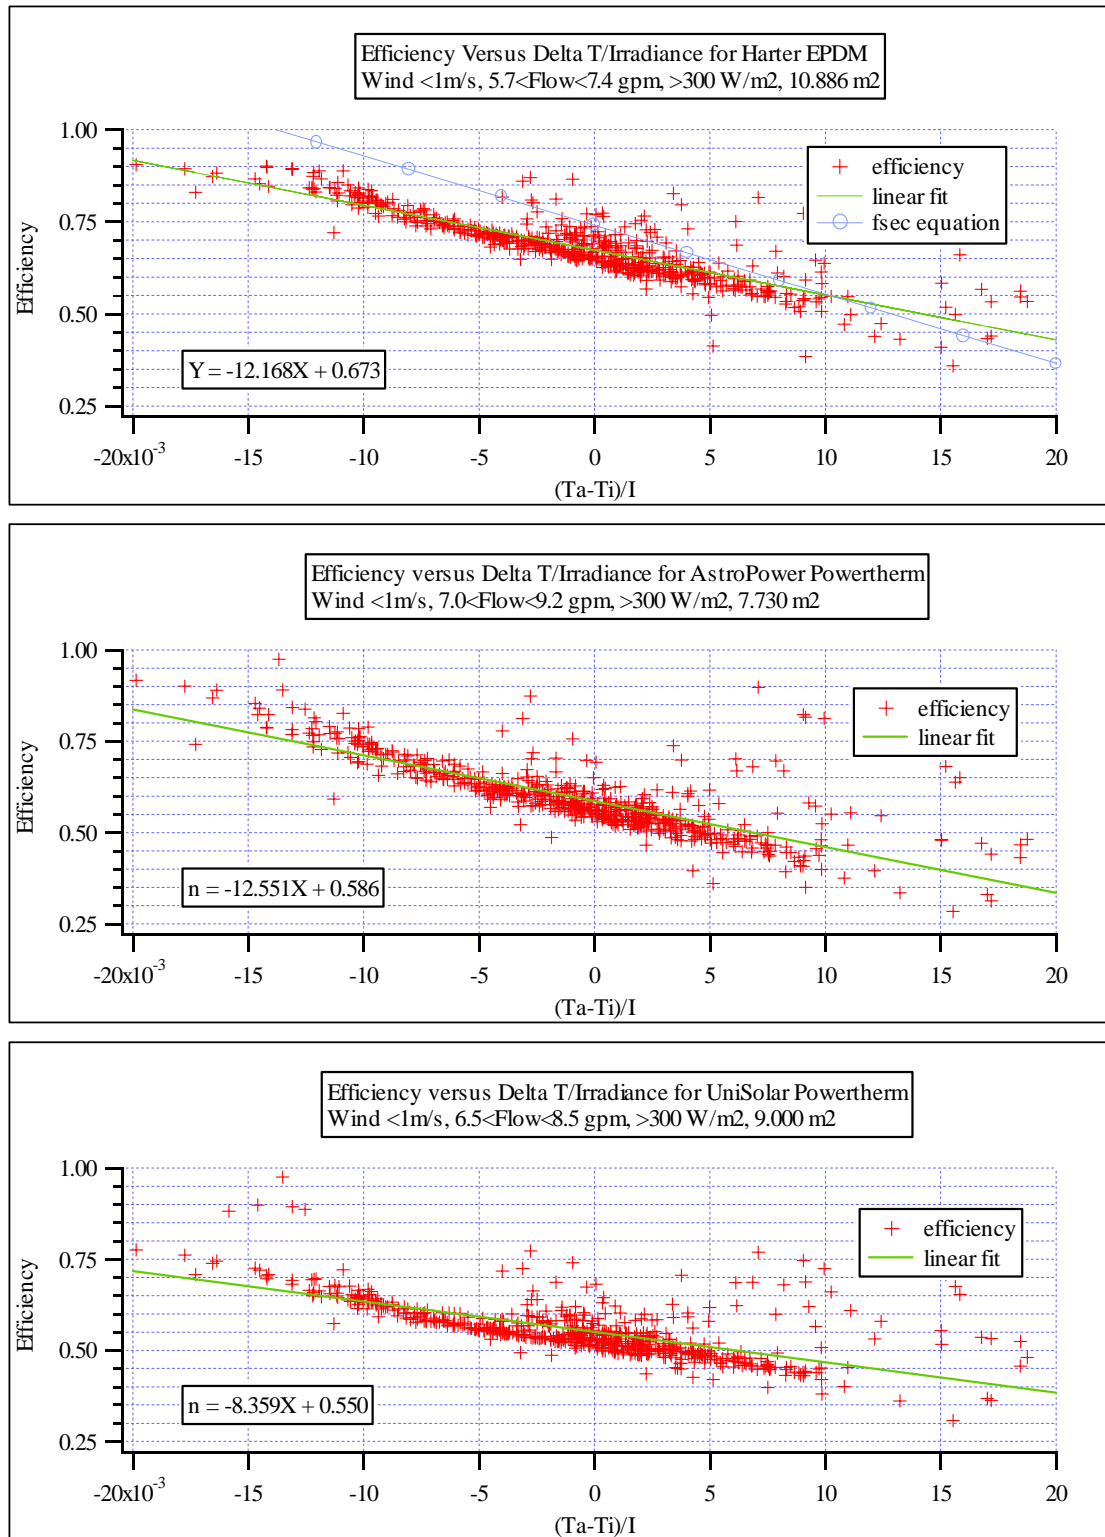 Efficiency Versus Delta T/Irradiance for Harter EPDM
Wind <1m/s, 5.7<Flow<7.4 gpm, >300 W/m2, 10.886 m2
1.00
0.75
0.50
0.25
Efficiency
efficiency
linear fit
fsec equation
Y = -12.168X + 0.673
-20x10-3 -15 -10 -5 0 5 10 15 20
(Ta-Ti)/I
Efficiency versus Delta T/Irradiance for AstroPower Powertherm
Wind <1m/s, 7.0<Flow<9.2 gpm, >300 W/m2, 7.730 m2
1.00
0.75
0.50
0.25
Efficiency
efficiency
linear fit
n = -12.551X + 0.586
-20x10-3 -15 -10 -5 0 5 10 15 20
(Ta-Ti)/I
Efficiency versus Delta T/Irradiance for UniSolar Powertherm
Wind <1m/s, 6.5<Flow<8.5 gpm, >300 W/m2, 9.000 m2
1.00
0.75
0.50
0.25
Efficiency
efficiency
linear fit
n = -8.359X + 0.550
-20x10-3 -15 -10 -5 0 5 10 15 20
(Ta-Ti)/I